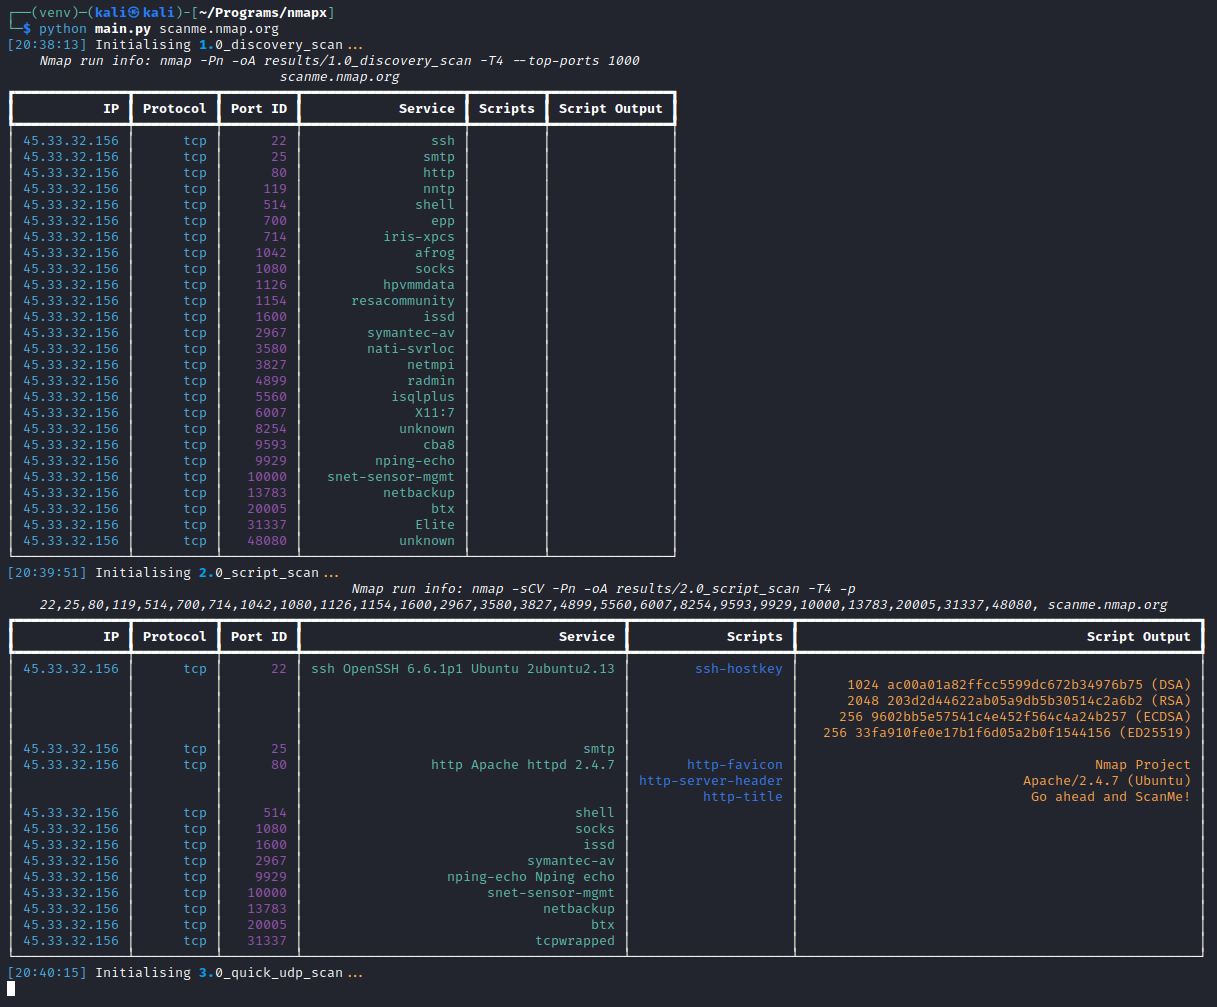 (venv)-(kali㉿kali)-[~/Programs/nmapx]
$ python main.py scanme.nmap.org
[20:38:13] Initialising 1.0_discovery_scan...
Nmap run info: nmap -Pn -oA results/1.0_discovery_scan -T4 --top-ports 1000
scanme.nmap.org
IP Protocol Port ID Service Scripts Script Output
45.33.32.156 tcp 22 ssh
45.33.32.156 tcp 25 smtp
45.33.32.156 tcp 80 http
45.33.32.156 tcp 119 nntp
45.33.32.156 tcp 514 shell
45.33.32.156 tcp 700 epp
45.33.32.156 tcp 714 iris-xpcs
45.33.32.156 tcp 1042 afrog
45.33.32.156 tcp 1080 socks
45.33.32.156 tcp 1126 hpvmmdata
45.33.32.156 tcp 1154 resacommunity
45.33.32.156 tcp 1600 issd
45.33.32.156 tcp 2967 symantec-av
45.33.32.156 tcp 3580 nati-svrloc
45.33.32.156 tcp 3827 netmpi
45.33.32.156 tcp 4899 radmin
45.33.32.156 tcp 5560 isqlplus
45.33.32.156 tcp 6007 X11:7
45.33.32.156 tcp 8254 unknown
45.33.32.156 tcp 9593 cba8
45.33.32.156 tcp 9929 nping-echo
45.33.32.156 tcp 10000 snet-sensor-mgmt
45.33.32.156 tcp 13783 netbackup
45.33.32.156 tcp 20005 btx
45.33.32.156 tcp 31337 Elite
45.33.32.156 tcp 48080 unknown
[20:39:51] Initialising 2.0_script_scan...
Nmap run info: nmap -sCV -Pn -oA results/2.0_script_scan -T4 -p
22,25,80,119,514,700,714,1042,1080,1126,1154,1600,2967,3580,3827,4899,5560,6007,8254,9593,9929,10000,13783,20005,31337,48080, scanme.nmap.org
IP Protocol Port ID Service Scripts Script Output
45.33.32.156 tcp 22 ssh OpenSSH 6.6.1p1 Ubuntu 2ubuntu2.13 ssh-hostkey
1024 ac00a01a82ffcc5599dc672b34976b75 (DSA)
2048 203d2d44622ab05a9db5b30514c2a6b2 (RSA)
256 9602bb5e57541c4e452f564c4a24b257 (ECDSA)
256 33fa910fe0e17b1f6d05a2b0f1544156 (ED25519)
45.33.32.156 tcp 25 smtp
45.33.32.156 tcp 80 http Apache httpd 2.4.7 http-favicon Nmap Project
http-server-header Apache/2.4.7 (Ubuntu)
http-title Go ahead and ScanMe!
45.33.32.156 tcp 514 shell
45.33.32.156 tcp 1080 socks
45.33.32.156 tcp 1600 issd
45.33.32.156 tcp 2967 symantec-av
45.33.32.156 tcp 9929 nping-echo Nping echo
45.33.32.156 tcp 10000 snet-sensor-mgmt
45.33.32.156 tcp 13783 netbackup
45.33.32.156 tcp 20005 btx
45.33.32.156 tcp 31337 tcpwrapped
[20:40:15] Initialising 3.0_quick_udp_scan...